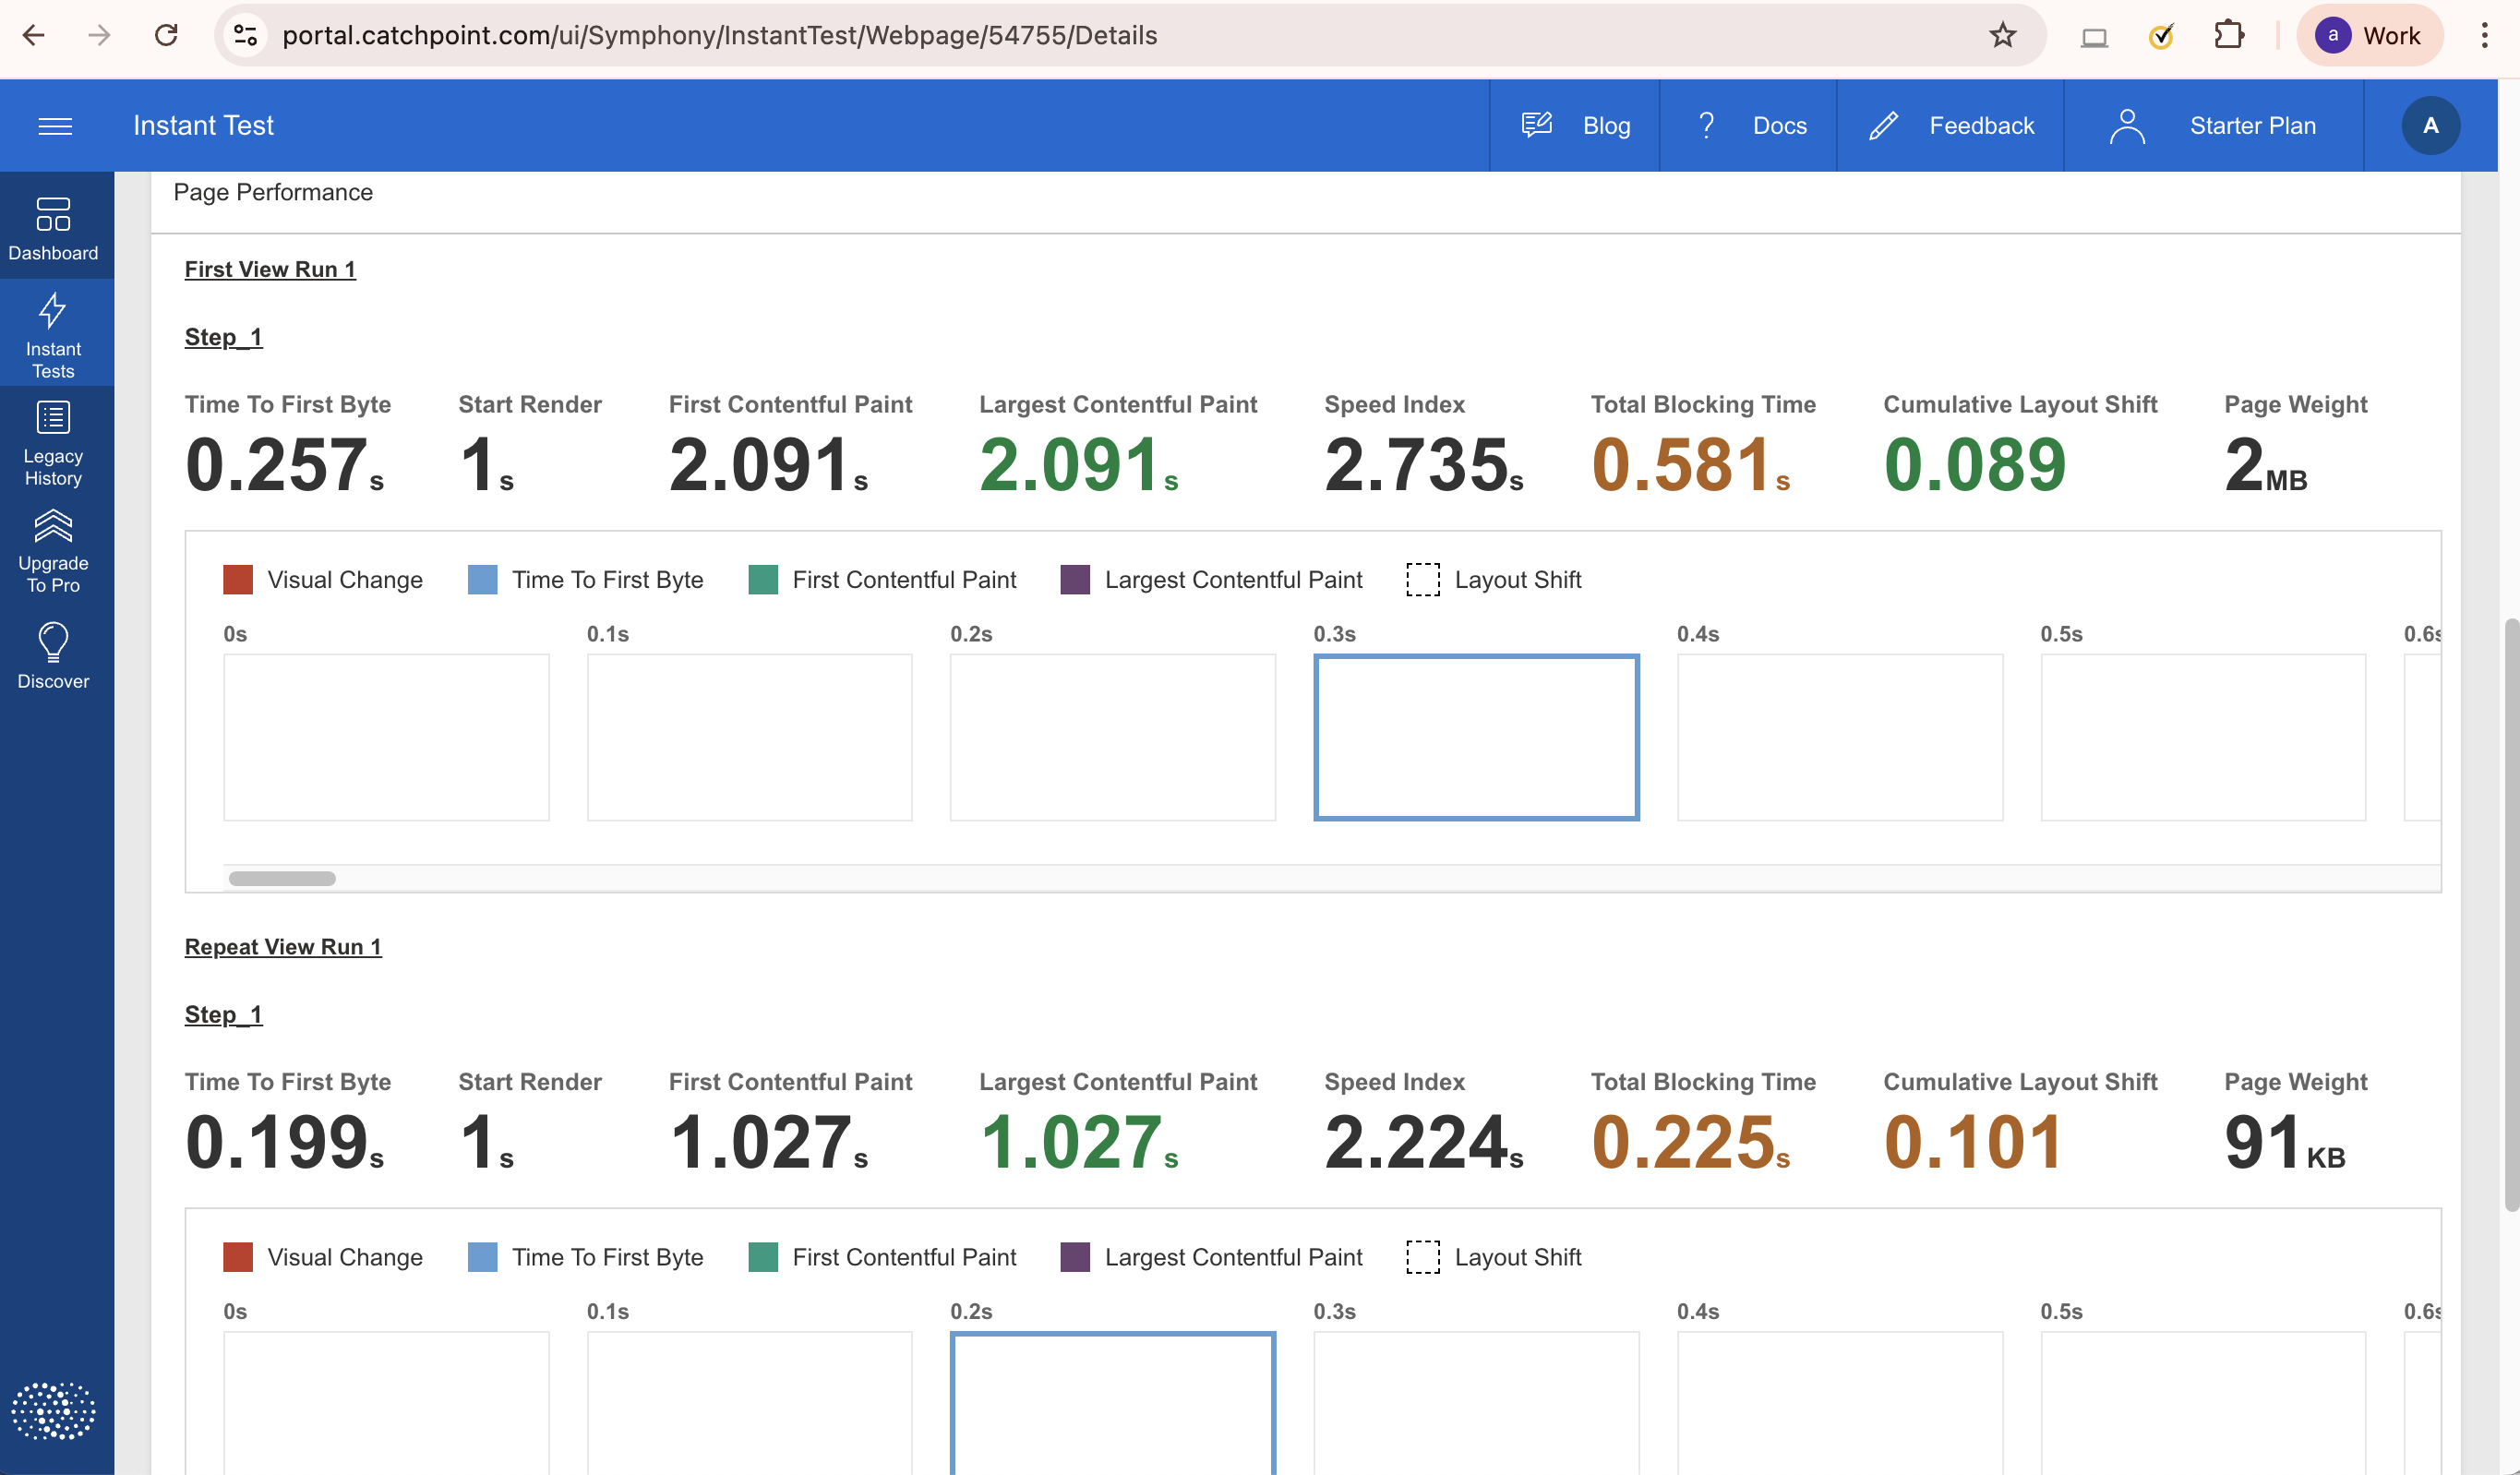 portal.catchpoint.com/ui/Symphony/InstantTest/Webpage/54755/Details
a Work
Instant Test
Blog
? Docs
Feedback
Starter Plan
A
Dashboard
Instant
Tests
Legacy
History
Upgrade
To Pro
Discover
Page Performance
First View Run 1
Step_1
Time To First Byte Start Render First Contentful Paint Largest Contentful Paint Speed Index Total Blocking Time Cumulative Layout Shift Page Weight
0.257s 1s 2.091s 2.091s 2.735s 0.581s 0.089 2MB
Visual Change Time To First Byte First Contentful Paint Largest Contentful Paint Layout Shift
0s 0.1s 0.2s 0.3s 0.4s 0.5s 0.6s
Repeat View Run 1
Step_1
Time To First Byte Start Render First Contentful Paint Largest Contentful Paint Speed Index Total Blocking Time Cumulative Layout Shift Page Weight
0.199s 1s 1.027s 1.027s 2.224s 0.225s 0.101 91KB
Visual Change Time To First Byte First Contentful Paint Largest Contentful Paint Layout Shift
0s 0.1s 0.2s 0.3s 0.4s 0.5s 0.6s